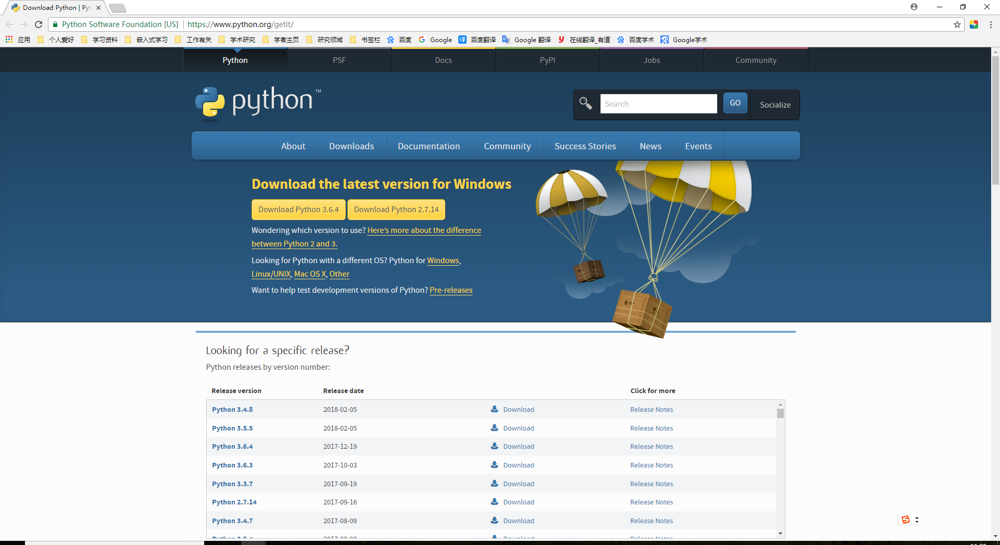 Download Python | Pyt
Python Software Foundation [US] https://www.python.org/getit/
应用 个人爱好 学习资料 嵌入式学习 工作有关 学术研究 学者主页 研究领域 书签栏 百度 Google 译 百度翻译 Google 翻译 在线翻译_有道 百度学术 Google学术
Python PSF Docs PyPI Jobs Community
python™
Search GO Socialize
About Downloads Documentation Community Success Stories News Events
Download the latest version for Windows
Download Python 3.6.4 Download Python 2.7.14
Wondering which version to use? Here’s more about the difference
between Python 2 and 3.
Looking for Python with a different OS? Python for Windows,
Linux/UNIX, Mac OS X, Other
Want to help test development versions of Python? Pre-releases
Looking for a specific release?
Python releases by version number:
Release version Release date Click for more
Python 3.4.8 2018-02-05 Download Release Notes
Python 3.5.5 2018-02-05 Download Release Notes
Python 3.6.4 2017-12-19 Download Release Notes
Python 3.6.3 2017-10-03 Download Release Notes
Python 3.3.7 2017-09-19 Download Release Notes
Python 2.7.14 2017-09-16 Download Release Notes
Python 3.4.7 2017-08-09 Download Release Notes